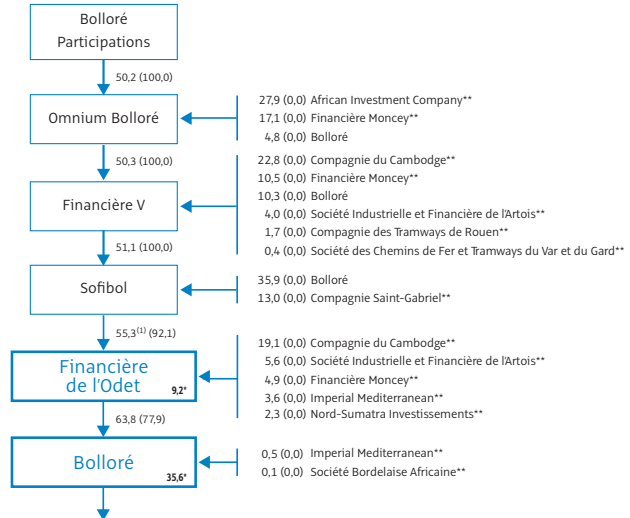 Bolloré
Participations
50,2 (100,0)
Omnium Bolloré
27,9 (0,0) African Investment Company**
17,1 (0,0) Financière Moncey**
4,8 (0,0) Bolloré
50,3 (100,0)
Financière V
22,8 (0,0) Compagnie du Cambodge**
10,5 (0,0) Financière Moncey**
10,3 (0,0) Bolloré
4,0 (0,0) Société Industrielle et Financière de l'Artois**
1,7 (0,0) Compagnie des Tramways de Rouen**
0,4 (0,0) Société des Chemins de Fer et Tramways du Var et du Gard**
51,1 (100,0)
Sofibol
35,9 (0,0) Bolloré
13,0 (0,0) Compagnie Saint-Gabriel**
55,3(1) (92,1)
Financière
de l'Odet
9,2*
19,1 (0,0) Compagnie du Cambodge**
5,6 (0,0) Société Industrielle et Financière de l'Artois**
4,9 (0,0) Financière Moncey**
3,6 (0,0) Imperial Mediterranean**
2,3 (0,0) Nord-Sumatra Investissements**
63,8 (77,9)
Bolloré
35,6*
0,5 (0,0) Imperial Mediterranean**
0,1 (0,0) Société Bordelaise Africaine**